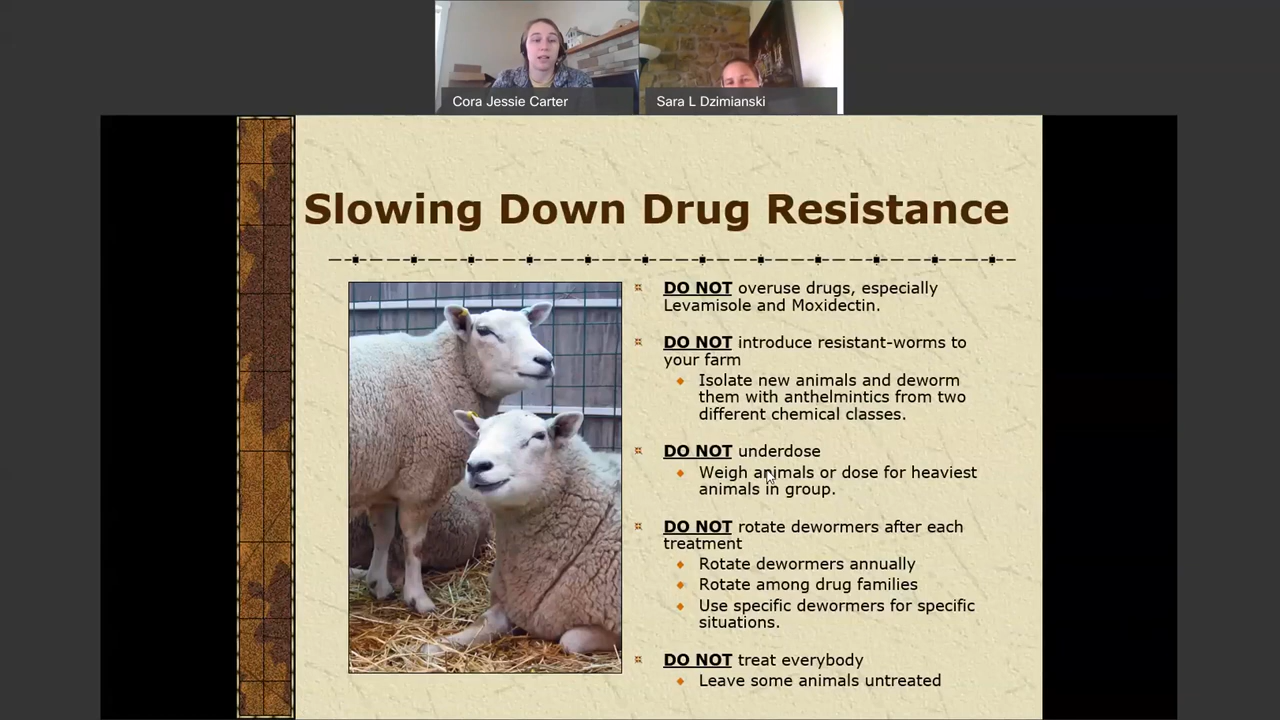 Cora Jessie Carter
Sara L Dzimianski
Slowing Down Drug Resistance
DO NOT overuse drugs, especially
Levamisole and Moxidectin.
DO NOT introduce resistant-worms to
your farm
Isolate new animals and deworm
them with anthelmintics from two
different chemical classes.
DO NOT underdose
Weigh animals or dose for heaviest
animals in group.
DO NOT rotate dewormers after each
treatment
Rotate dewormers annually
Rotate among drug families
Use specific dewormers for specific
situations.
DO NOT treat everybody
Leave some animals untreated